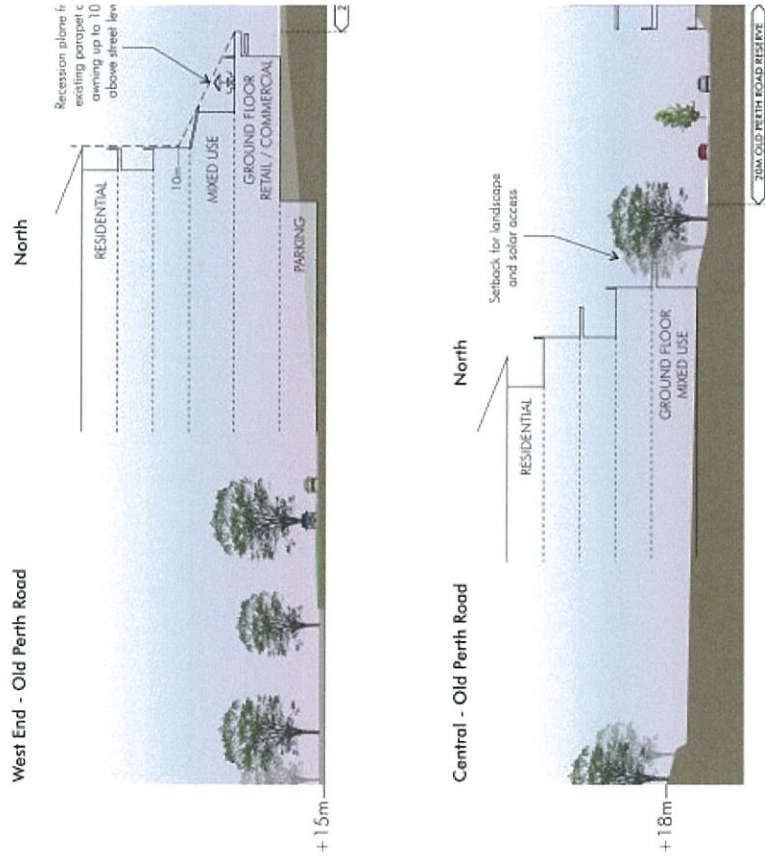 West End - Old Perth Road
North
Recession plane
existing parapet
awning up to 10
above street
RESIDENTIAL
10m
MIXED USE
GROUND FLOOR
RETAIL / COMMERCIAL
PARKING
+15m
2
Central - Old Perth Road
North
Setback for landscape
and solar access
RESIDENTIAL
GROUND FLOOR
MIXED USE
+18m
20M OLD PERTH ROAD RESERVE